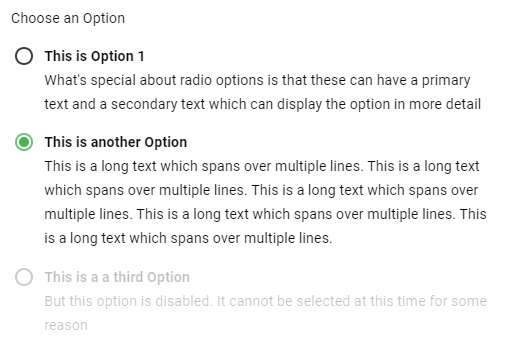 Choose an Option
This is Option 1
What's special about radio options is that these can have a primary
text and a secondary text which can display the option in more detail
This is another Option
This is a long text which spans over multiple lines. This is a long text
which spans over multiple lines. This is a long text which spans over
multiple lines. This is a long text which spans over multiple lines. This
is a long text which spans over multiple lines.
This is a a third Option
But this option is disabled. It cannot be selected at this time for some
reason